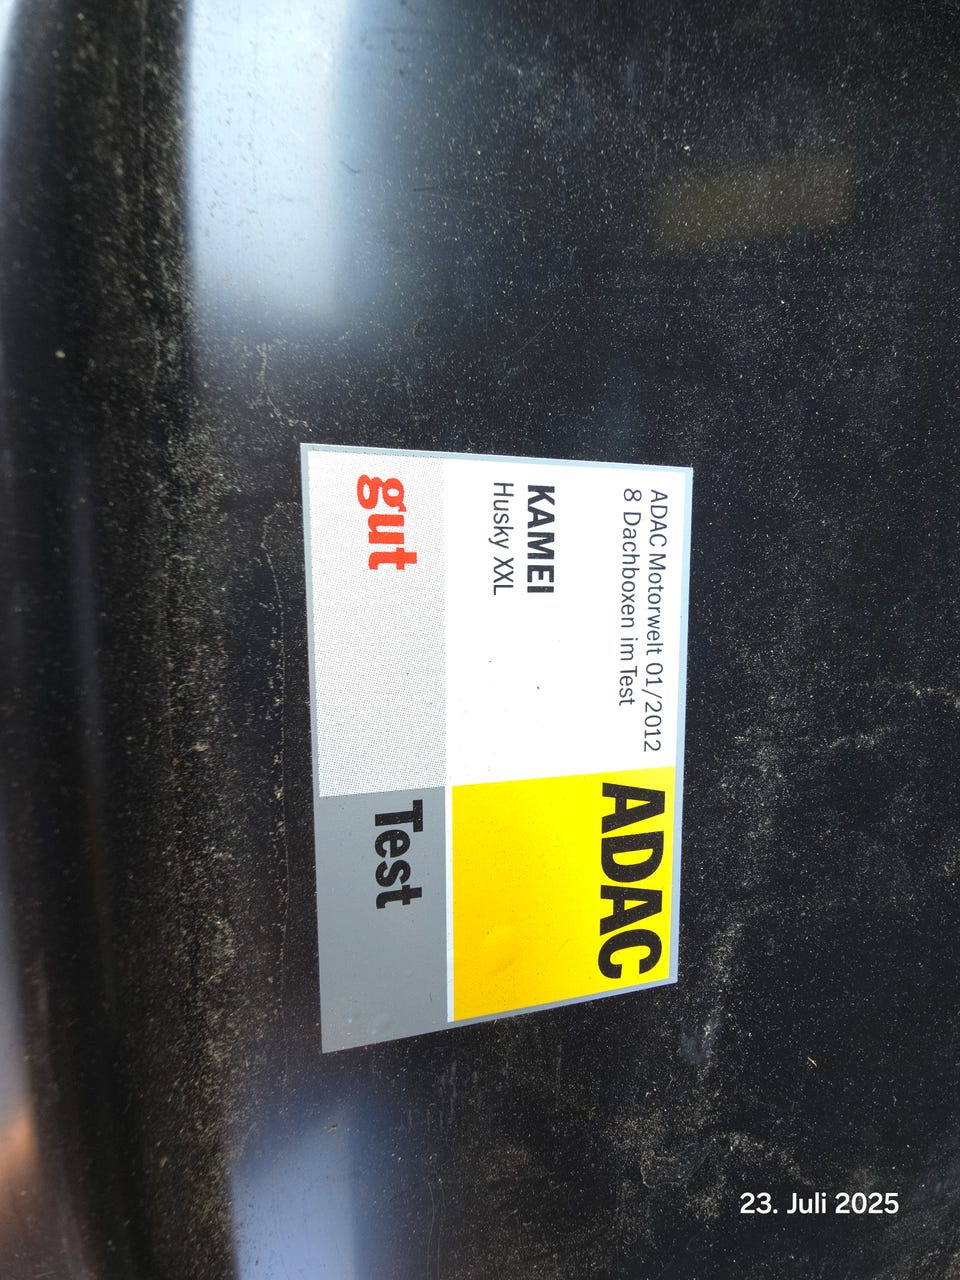 ADAC Motorwelt 01/2012
8 Dachboxen im Test
KAMEI
Husky XXL
gut
ADAC
Test
23. Juli 2025